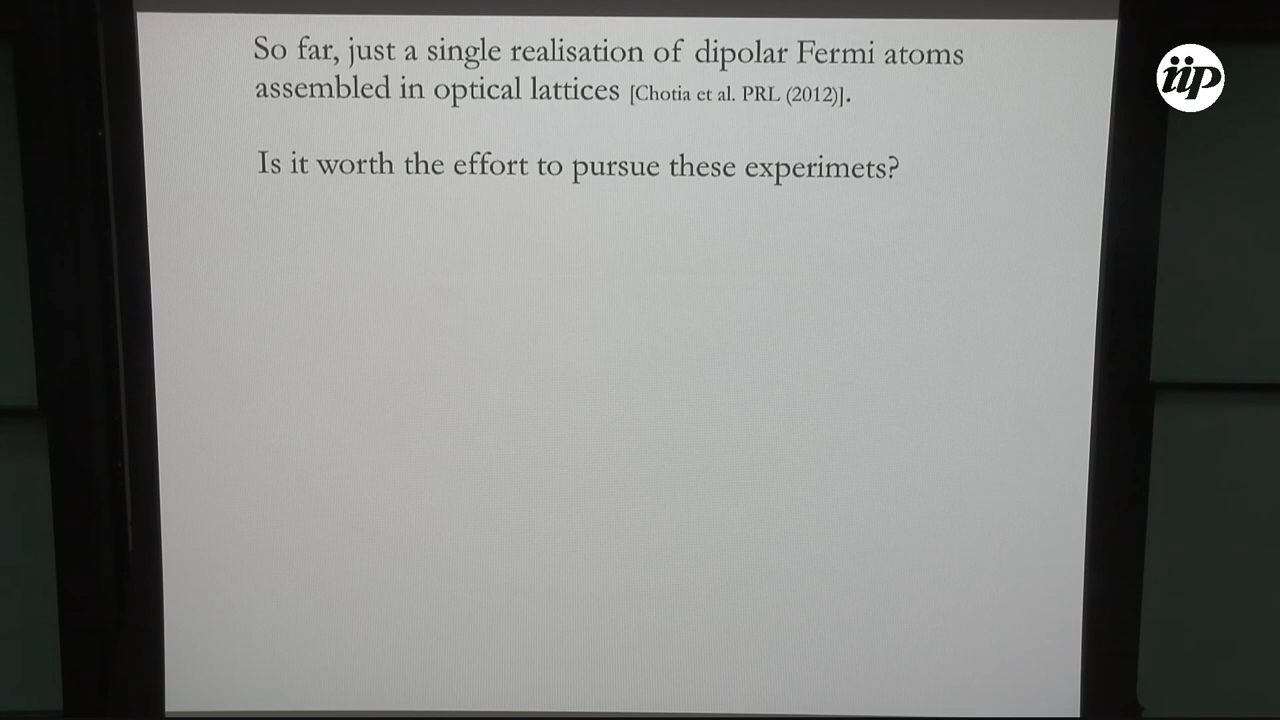 So far, just a single realisation of dipolar Fermi atoms
assembled in optical lattices [Chotia et al. PRL (2012)].
Is it worth the effort to pursue these experimets?
iip